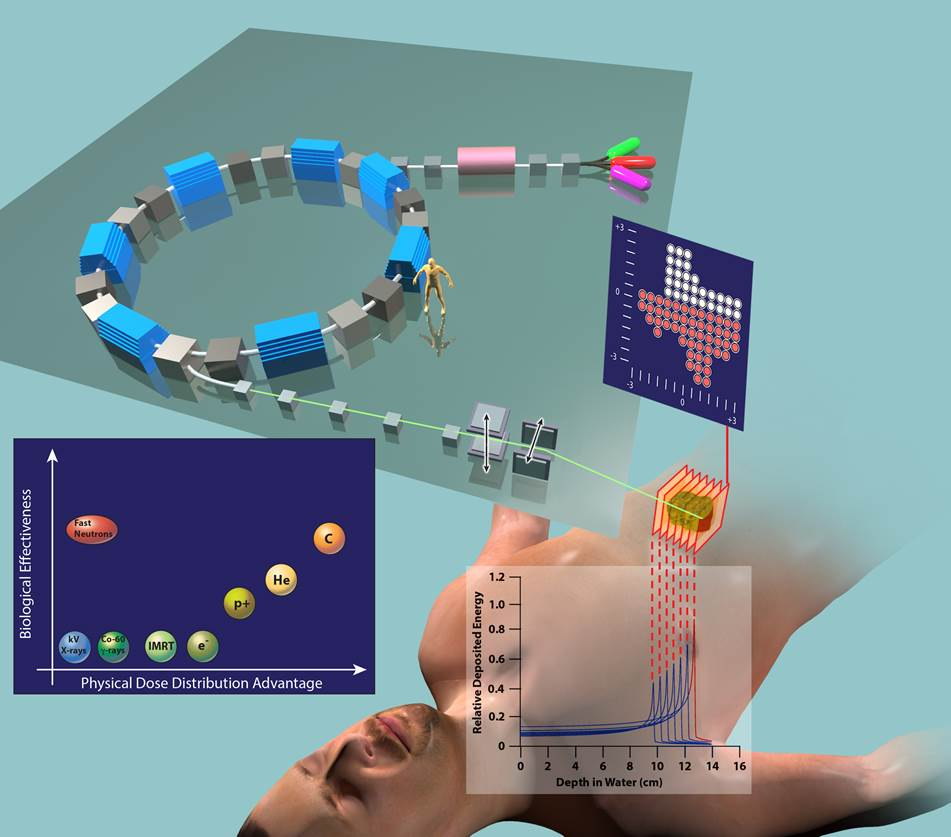 +3
0
-3
-3
0
+3
Biological Effectiveness
Fast
Neutrons
C
He
p+
kV
X-rays
Co-60
γ-rays
IMRT
e-
Physical Dose Distribution Advantage
Relative Deposited Energy
1.2
1.0
0.8
0.6
0.4
0.2
0
0 2 4 6 8 10 12 14 16
Depth in Water (cm)